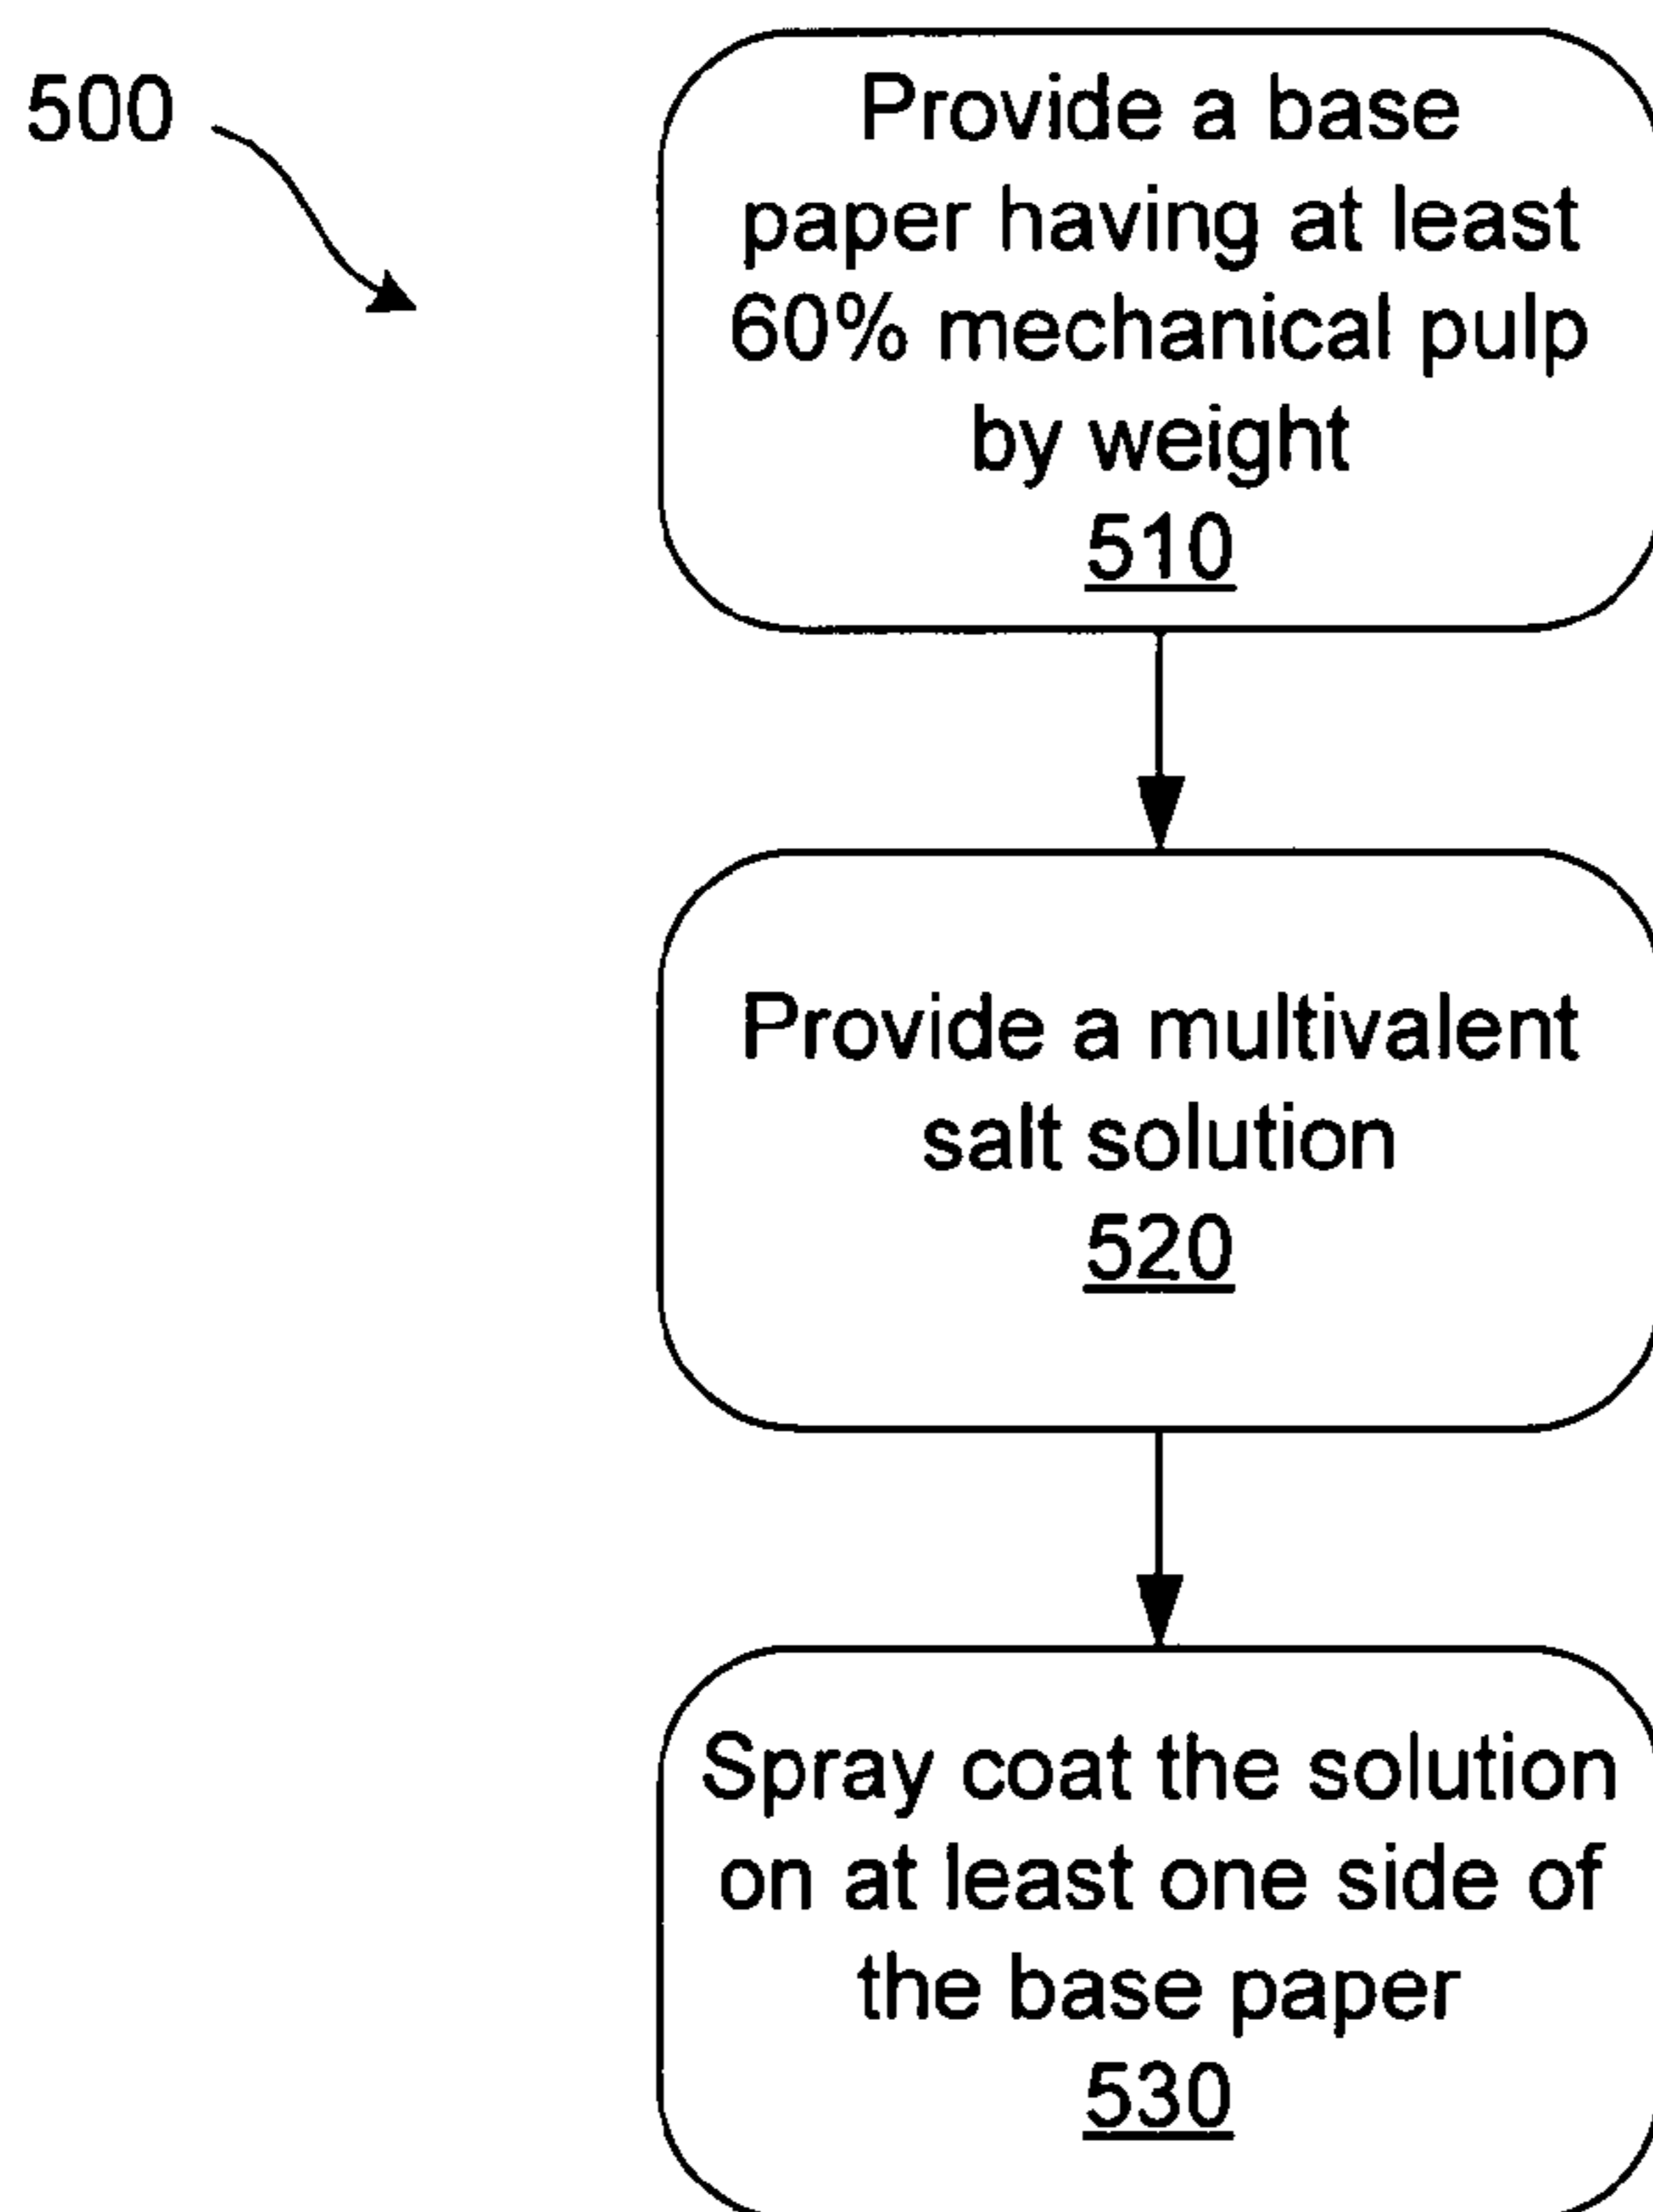 500
Provide a base
paper having at least
60% mechanical pulp
by weight
510
Provide a multivalent
salt solution
520
Spray coat the solution
on at least one side of
the base paper
530